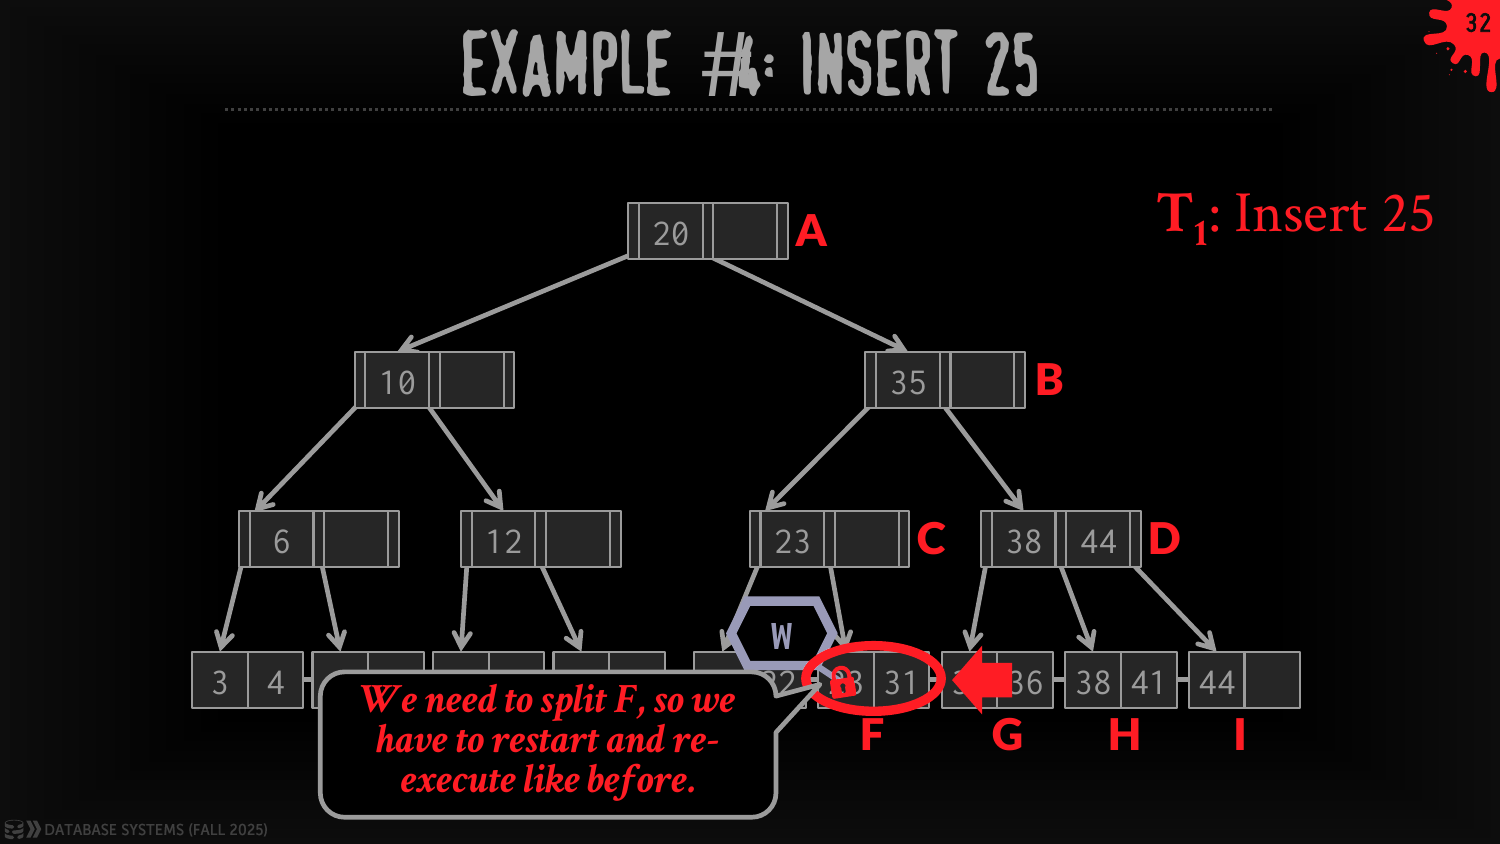 32
EXAMPLE #4: INSERT 25
T1: Insert 25
20 A
10 35 B
6 12 23 C 38 44 D
W
3 4 31 36 38 41 44
We need to split F, so we
have to restart and re-
execute like before.
F G H I
DATABASE SYSTEMS (FALL 2025)